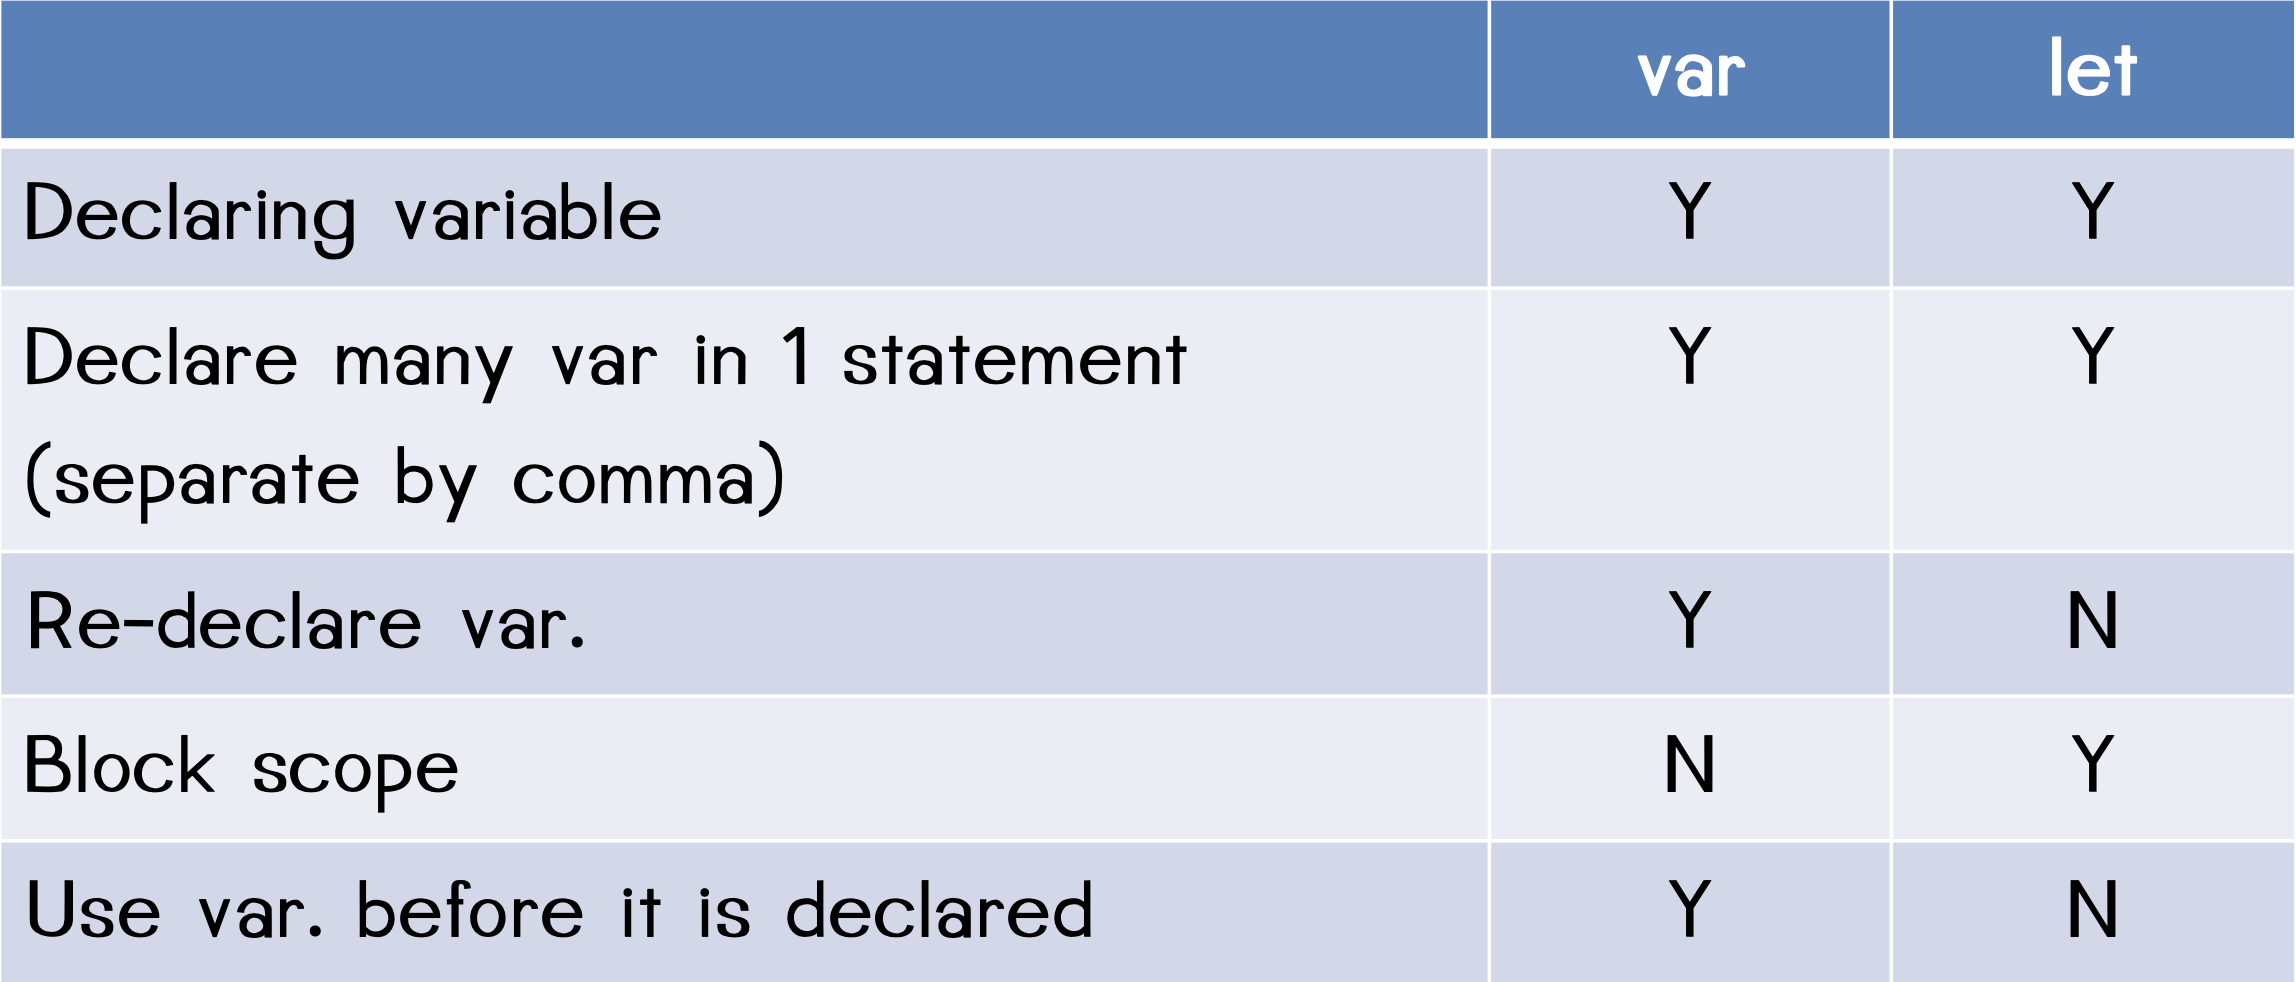 var let
Declaring variable Y Y
Declare many var in 1 statement Y Y
(separate by comma)
Re-declare var. Y N
Block scope N Y
Use var. before it is declared Y N